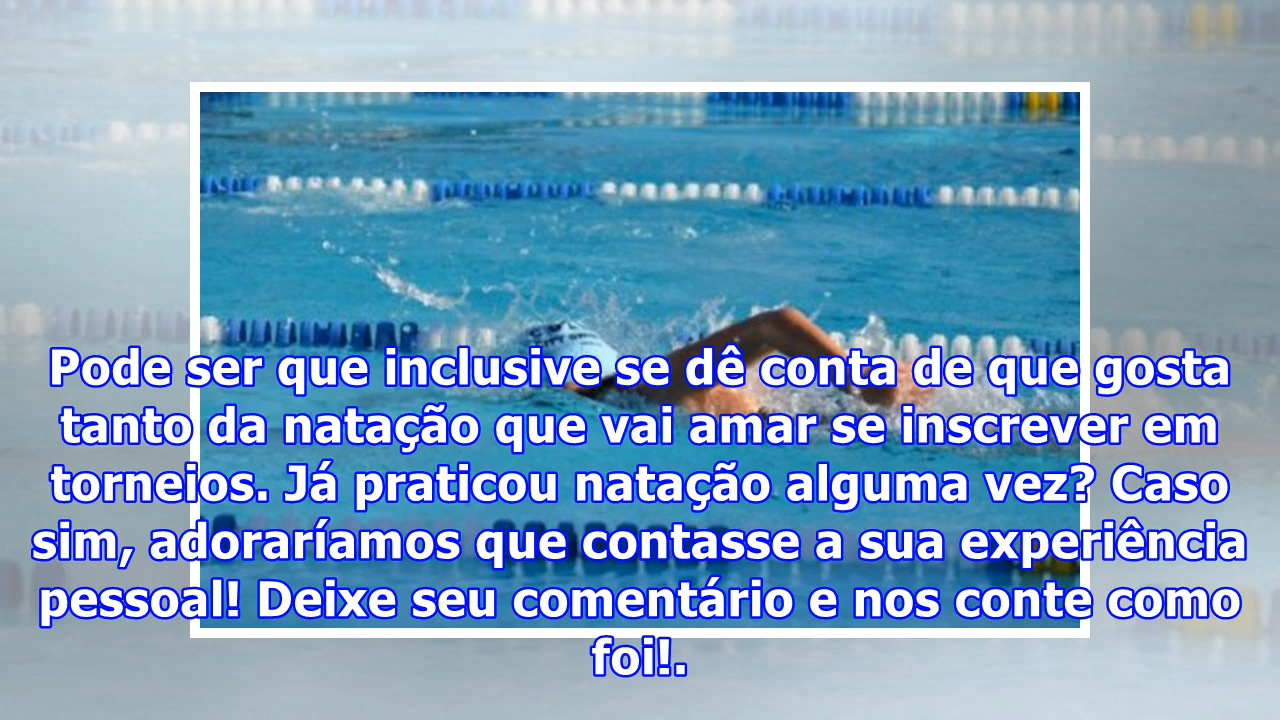 Pode ser que inclusive se dê conta de que gosta
tanto da natação que vai amar se inscrever em
torneios. Já praticou natação alguma vez? Caso
sim, adoraríamos que contasse a sua experiência
pessoal! Deixe seu comentário e nos conte como
foi!.